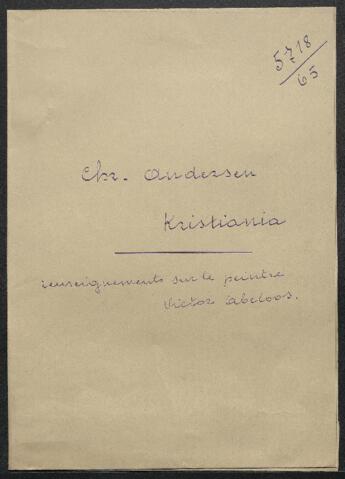 5718
65
Chr. Andersen
Kristiania
renseignements sur le peintre
Victor Abeloos.